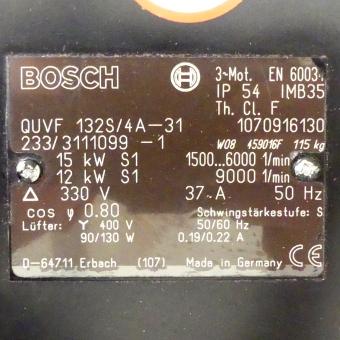 BOSCH 3~Mot. EN 60034
IP 54 IMB35
Th. Cl. F
QUVF 132S/4A-31 1070916130
233/3111099 -1 W08 459016F 115 kg
15 kW S1 1500...6000 1/min
12 kW S1 9000 1/min
Δ 330 V 37 A 50 Hz
cos φ 0.80 Schwingstärkestufe: S
Lüfter: Y 400 V 50/60 Hz
90/130 W 0.19/0.22 A
D-64711 Erbach (107) Made in Germany CE